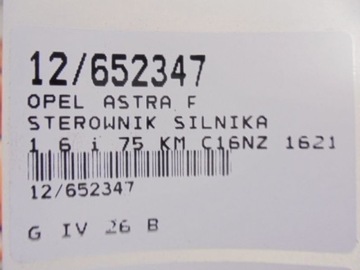 12/652347
OPEL ASTRA F
STEROWNIK SILNIKA
1 6 i 75 KM C16NZ 1621
12/652347
G IV 26 B